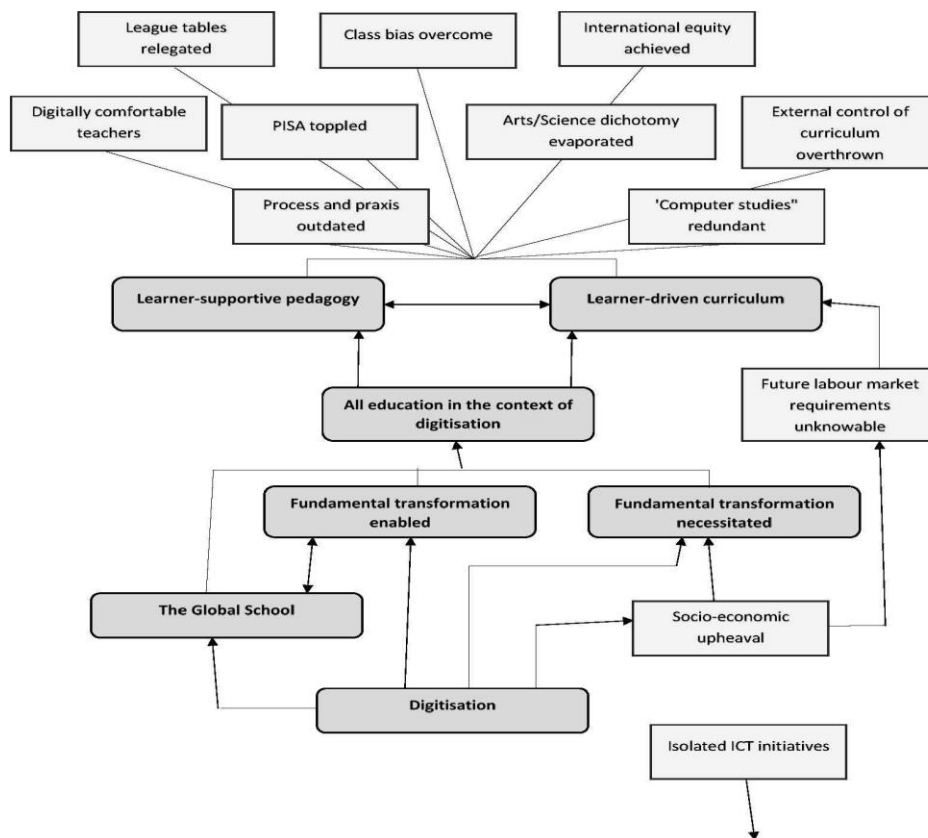 League tables
relegated
Class bias overcome
International equity
achieved
Digitally comfortable
teachers
PISA toppled
Arts/Science dichotomy
evaporated
External control of
curriculum
overthrown
Process and praxis
outdated
'Computer studies"
redundant
Learner-supportive pedagogy
Learner-driven curriculum
Future labour market
requirements
unknowable
All education in the context of
digitisation
Fundamental transformation
enabled
Fundamental transformation
necessitated
The Global School
Socio-economic
upheaval
Digitisation
Isolated ICT initiatives